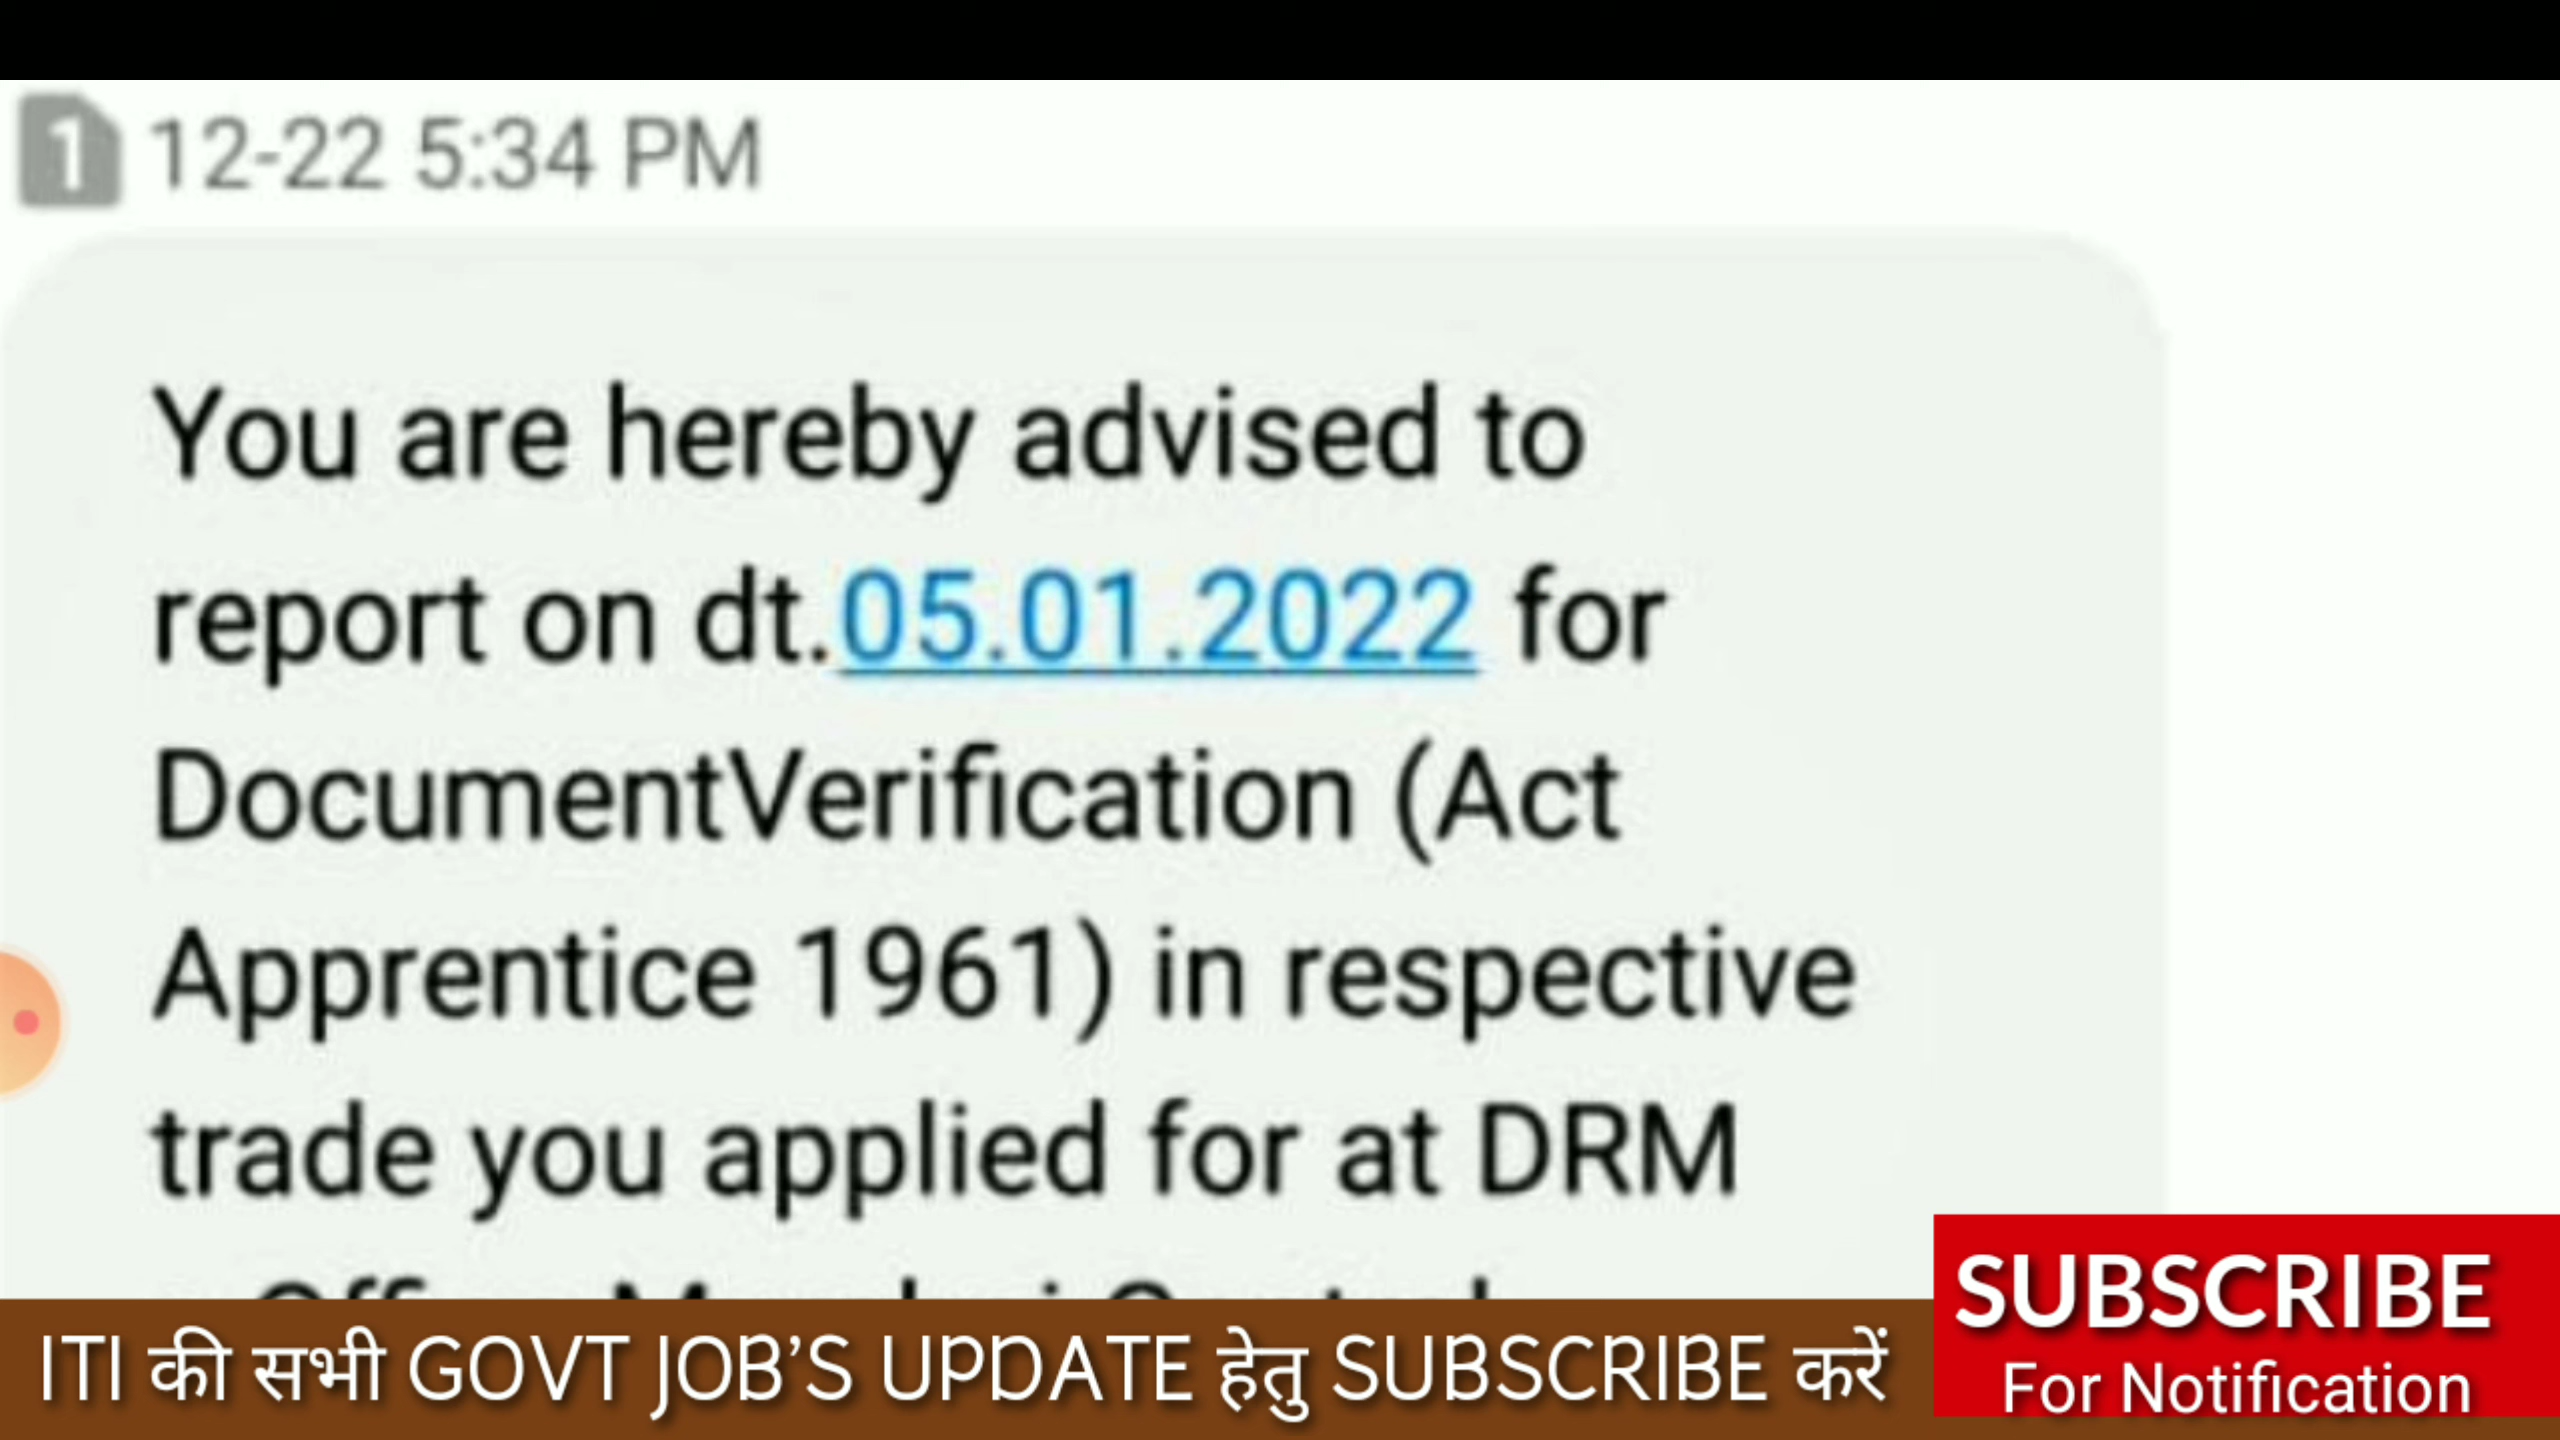 1 12-22 5:34 PM
You are hereby advised to
report on dt.05.01.2022 for
DocumentVerification (Act
Apprentice 1961) in respective
trade you applied for at DRM
ITI की सभी GOVT JOB'S UPDATE हेतु SUBSCRIBE करें
SUBSCRIBE
For Notification